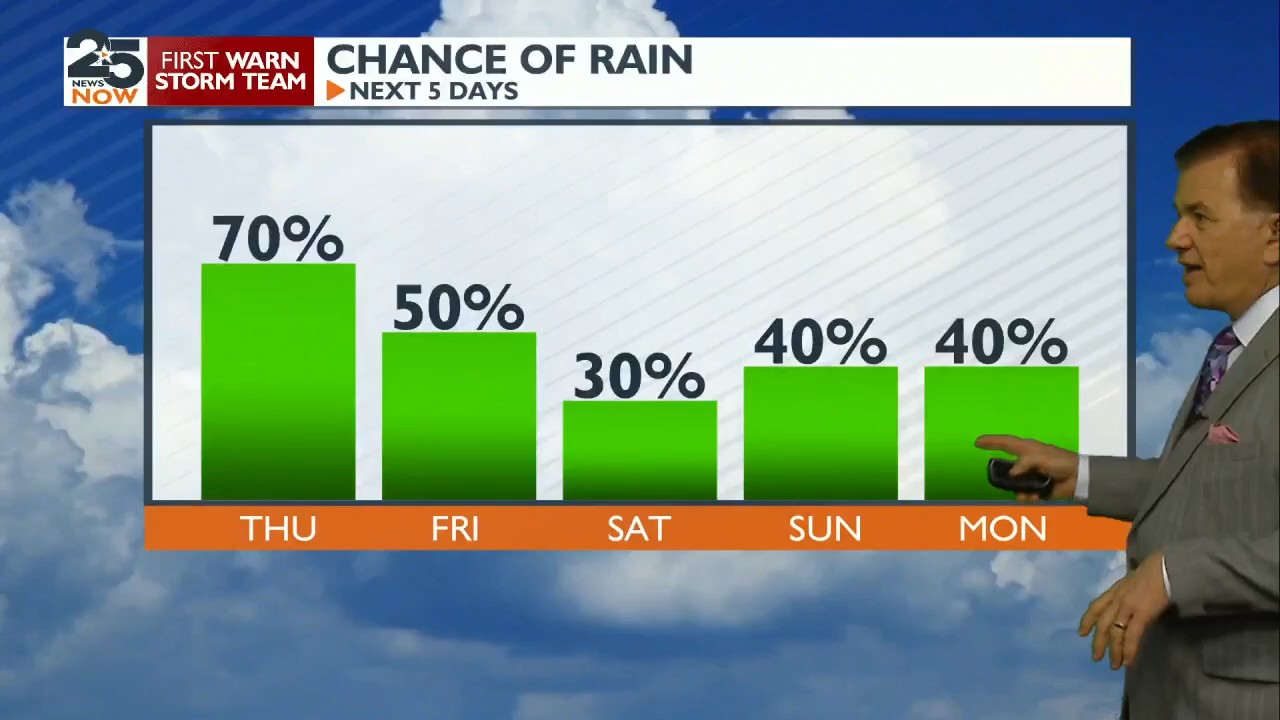 25
NEWS
NOW
FIRST WARN
STORM TEAM
CHANCE OF RAIN
NEXT 5 DAYS
70%
50%
30%
40%
40%
THU
FRI
SAT
SUN
MON